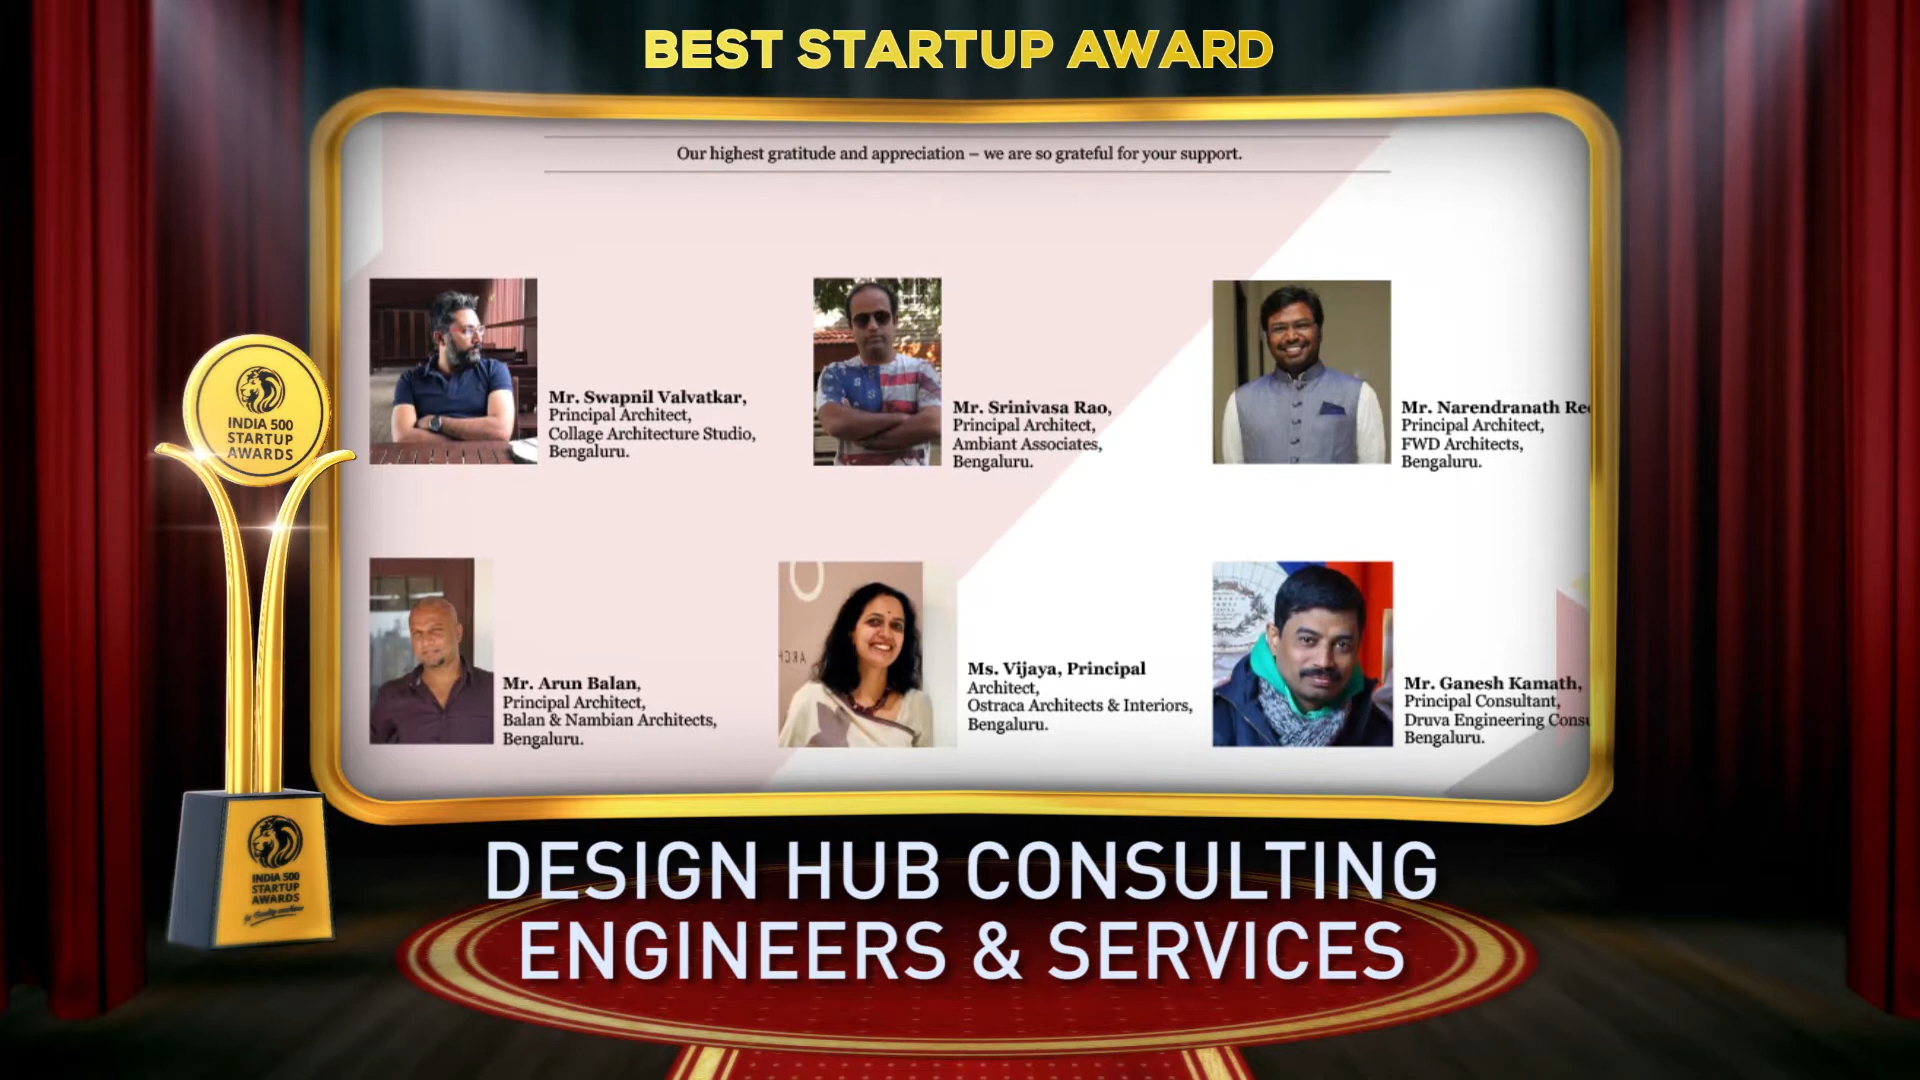 BEST STARTUP AWARD
Our highest gratitude and appreciation – we are so grateful for your support.
Mr. Swapnil Valvatkar,
Principal Architect,
Collage Architecture Studio,
Bengaluru.
Mr. Srinivasa Rao,
Principal Architect,
Ambiant Associates,
Bengaluru.
Mr. Narendranath
Principal Architect,
FWD Architects,
Bengaluru.
INDIA 500
STARTUP
AWARDS
Mr. Arun Balan,
Principal Architect,
Balan & Nambian Architects,
Bengaluru.
Ms. Vijaya, Principal
Architect,
Ostraca Architects & Interiors,
Bengaluru.
Mr. Ganesh Kamath,
Principal Consultant,
Druva Engineering
Bengaluru.
INDIA 500
STARTUP
AWARDS
DESIGN HUB CONSULTING
ENGINEERS & SERVICES